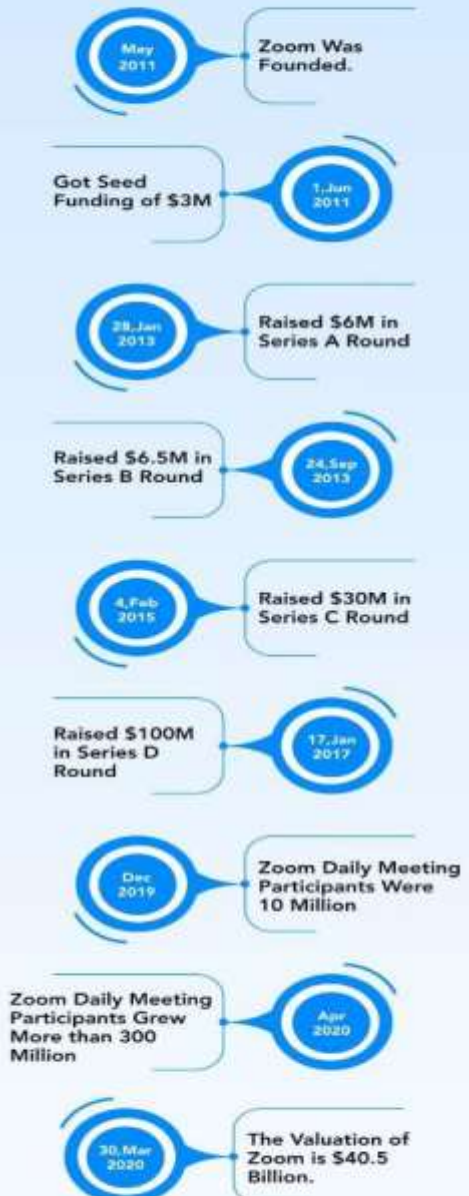 May
2011
Zoom Was
Founded.
Got Seed
Funding of $3M
1,Jun
2011
28,Jan
2013
Raised $6M in
Series A Round
Raised $6.5M in
Series B Round
24,Sep
2013
4,Feb
2015
Raised $30M in
Series C Round
Raised $100M
in Series D
Round
17,Jan
2017
Dec
2019
Zoom Daily Meeting
Participants Were
10 Million
Zoom Daily Meeting
Participants Grew
More than 300
Million
Apr
2020
30,Mar
2020
The Valuation of
Zoom is $40.5
Billion.